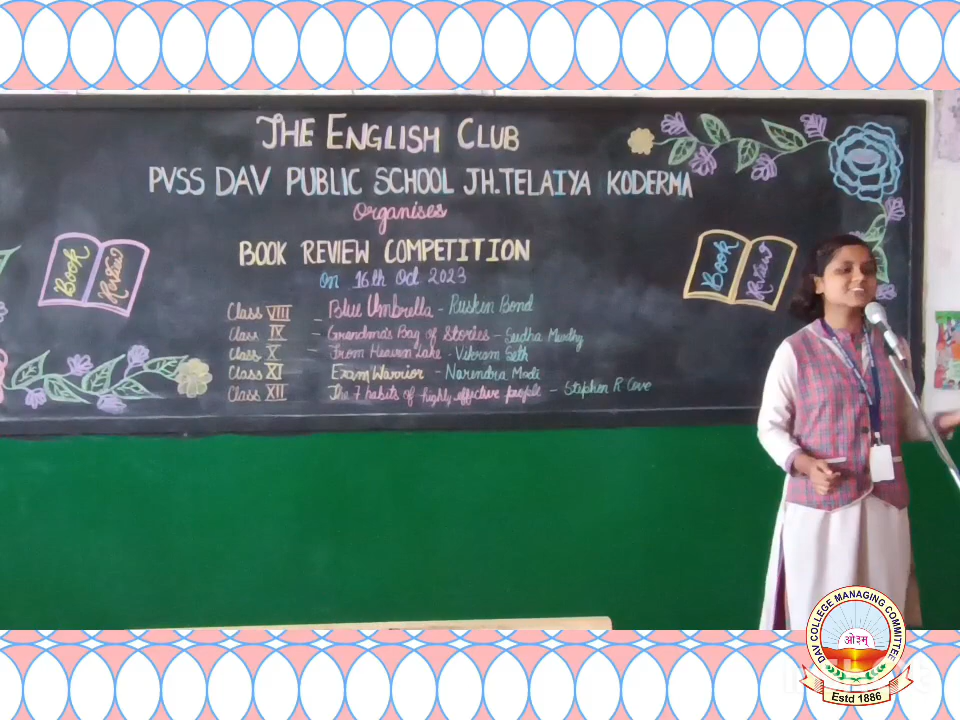 THE ENGLISH CLUB
PVSS DAV PUBLIC SCHOOL JH.TELAIYA KODERMA
Organises
BOOK REVIEW COMPETITION
On 16th Oct 2023
Book Review
Book Review
Class VIII - Blue Umbrella - Ruskin Bond
Class IX - Grandma's Bag of Stories - Sudha Murthy
Class X - From Heaven Lake - Vikram Seth
Class XI Exam Warrior - Narendra Modi
Class XII - The 7 habits of highly effective people - Stephen R. Cove
DAV COLLEGE MANAGING COMMITTEE
ओ३म्
Estd 1886